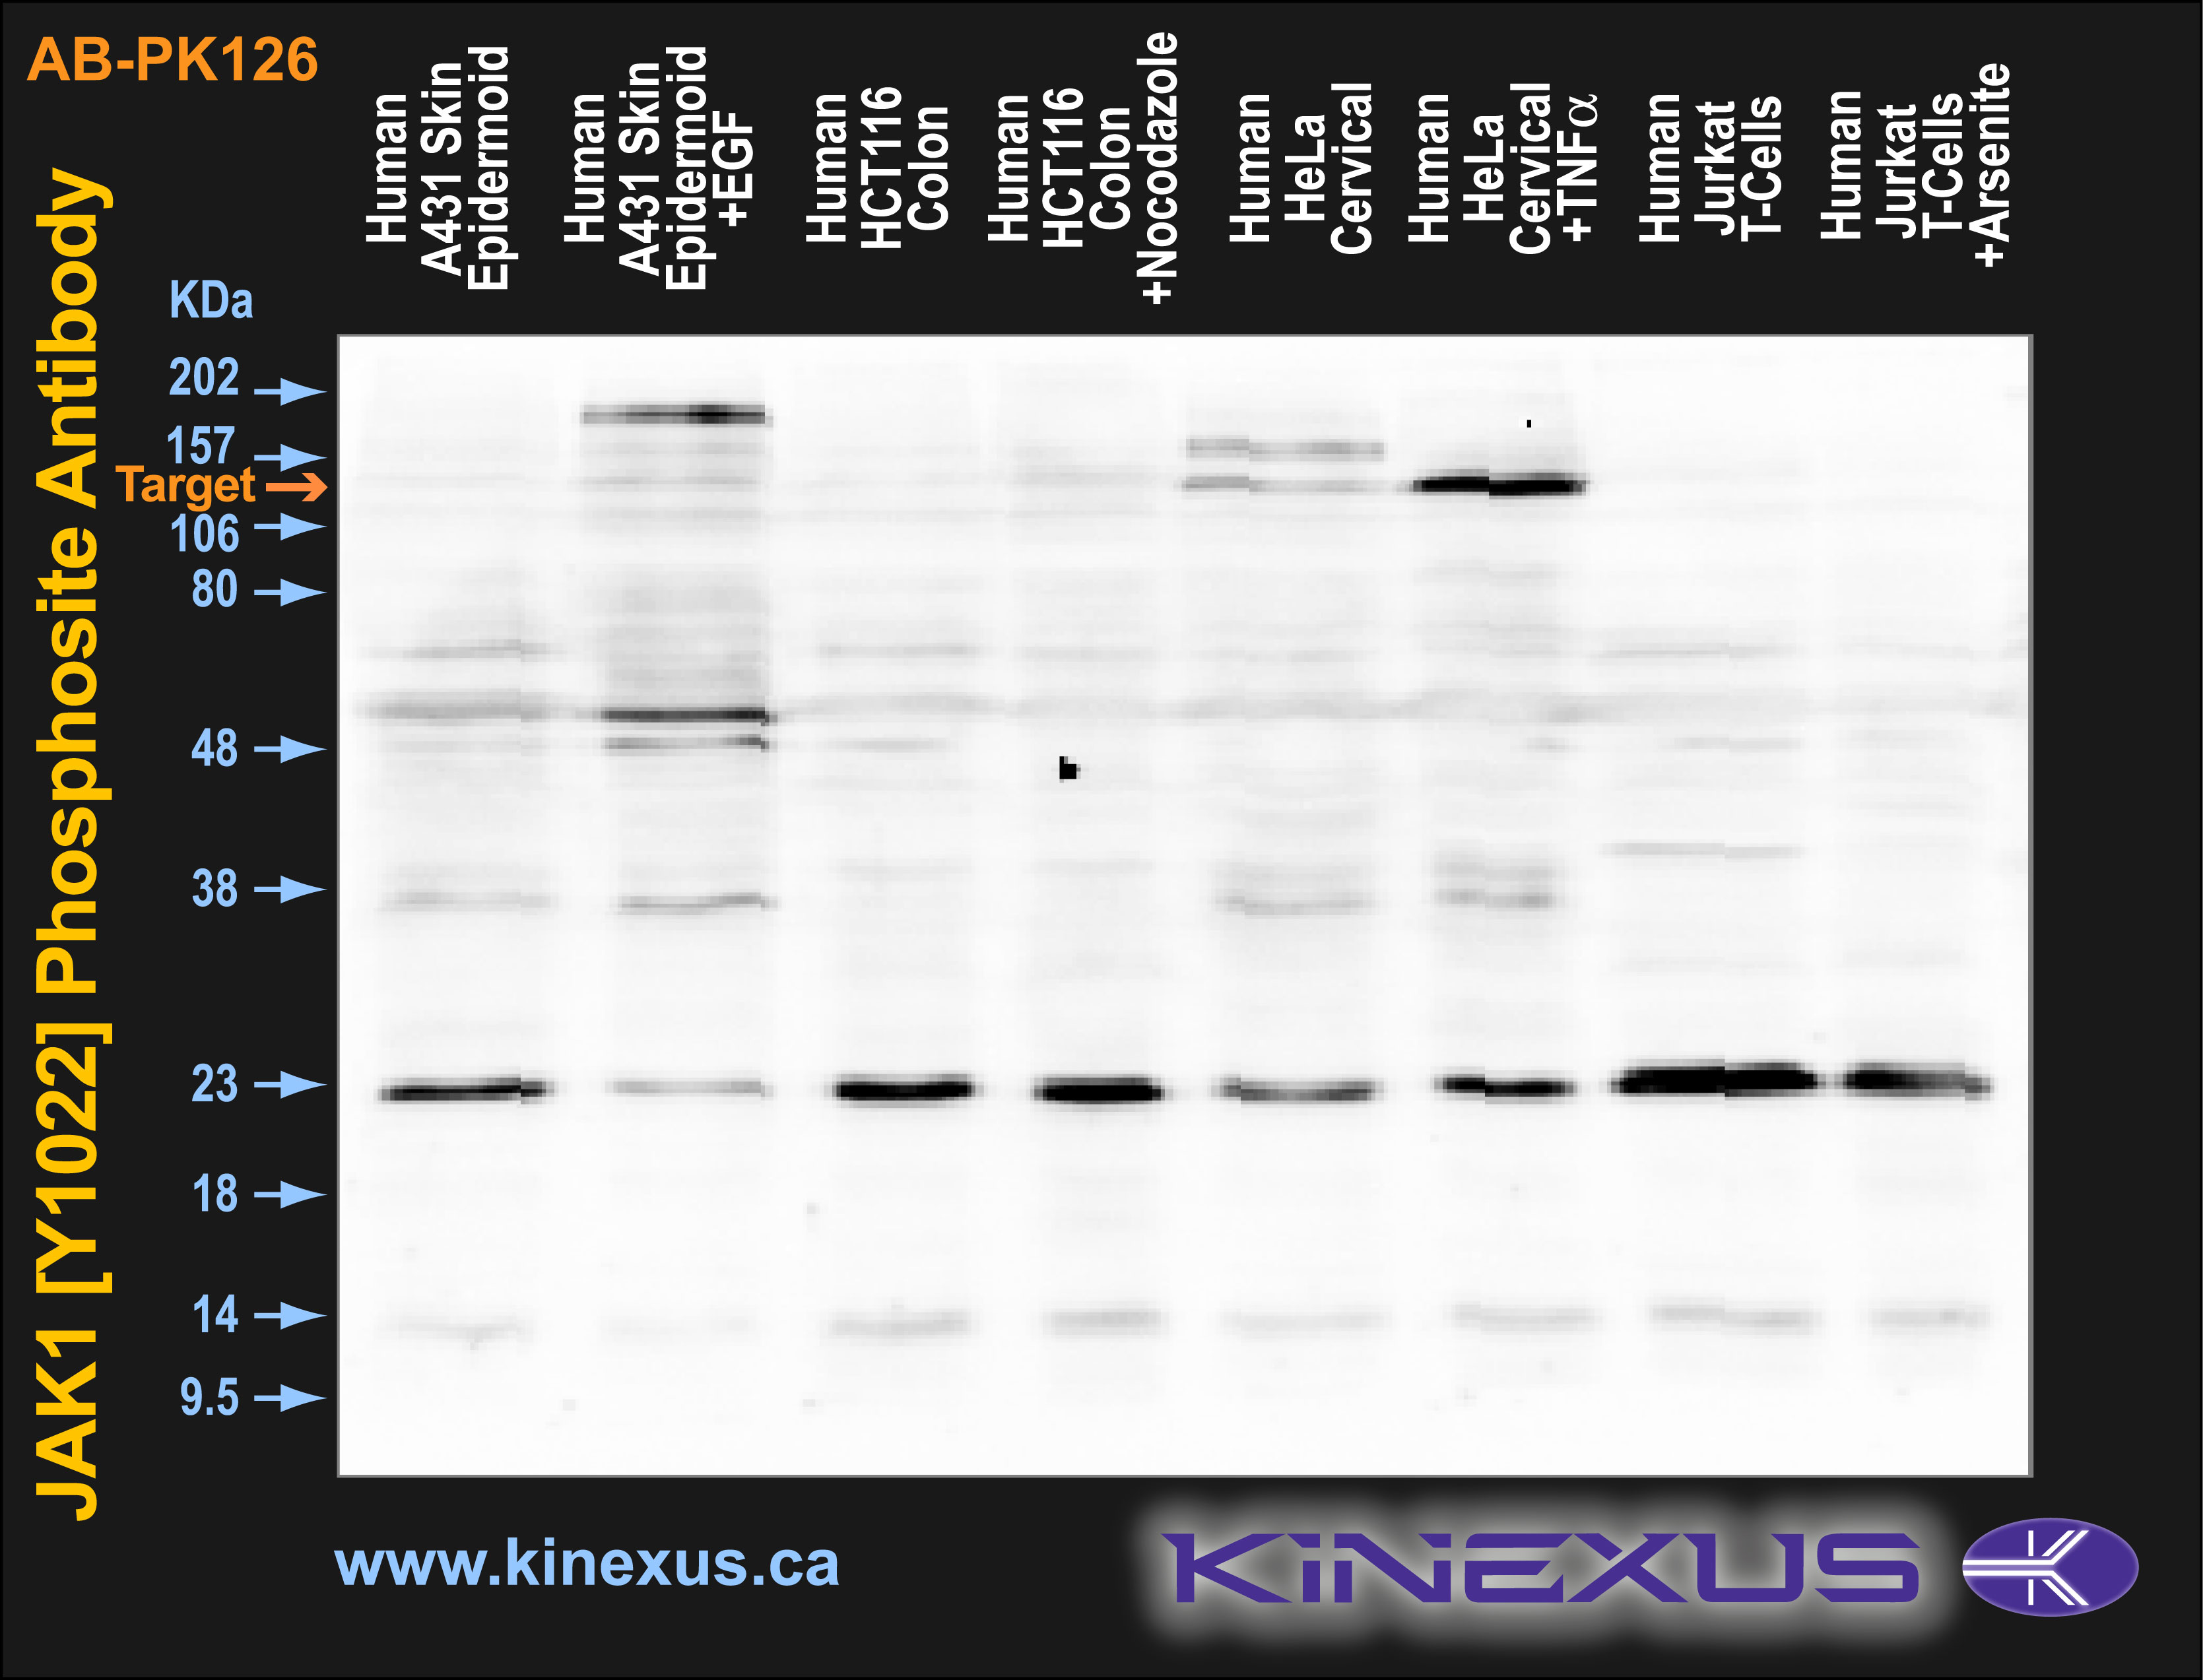 AB-PK126
JAK1 [Y1022] Phosphosite Antibody
Human
A431 Skin
Epidermoid
Human
A431 Skin
Epidermoid
+EGF
Human
HCT116
Colon
Human
HCT116
Colon
+Nocodazole
Human
HeLa
Cervical
Human
HeLa
Cervical
+TNFα
Human
Jurkat
T-Cells
Human
Jurkat
T-Cells
+Arsenite
KDa
202
157
Target
106
80
48
38
23
18
14
9.5
www.kinexus.ca
KiNEXUS